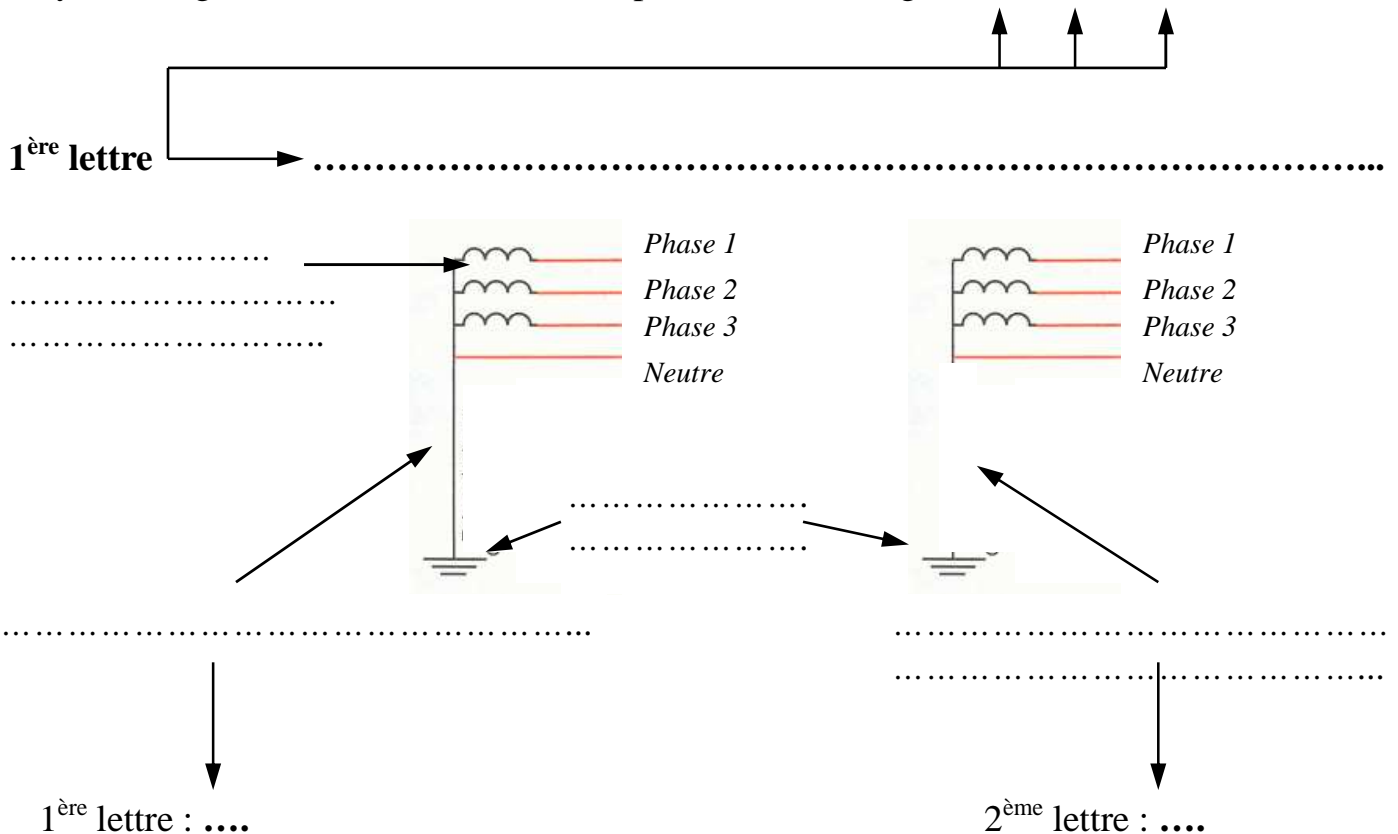 1ère lettre ………………………………………………………………………...
Phase 1 Phase 1
……………………
Phase 2 Phase 2
…………………………
Phase 3 Phase 3
………………………..
Neutre Neutre
………………….
………………….
……………………………………………... ………………………………………
………………………………………...
1ère lettre : …. 2ème lettre : ….